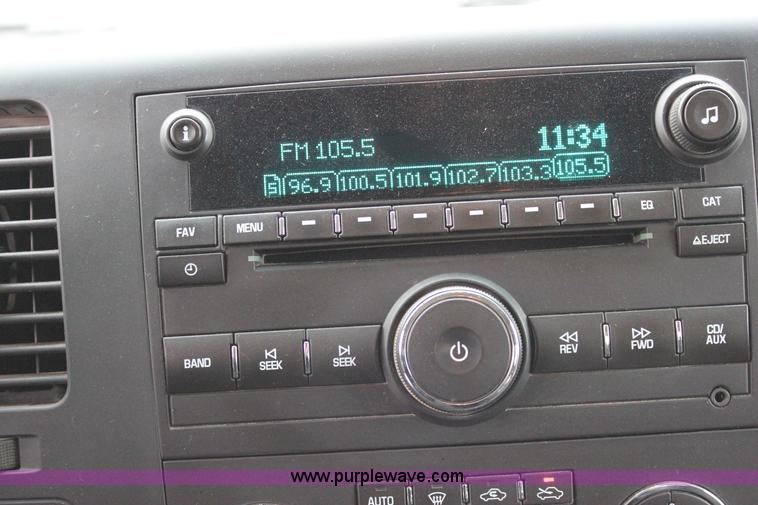 i
11:34
FM 105.5
5 96.9 100.5 101.9 102.7 103.3 105.5
FAV MENU EQ CAT
EJECT
BAND SEEK SEEK REV FWD CD/
AUX
www.purplewave.com
AUTO